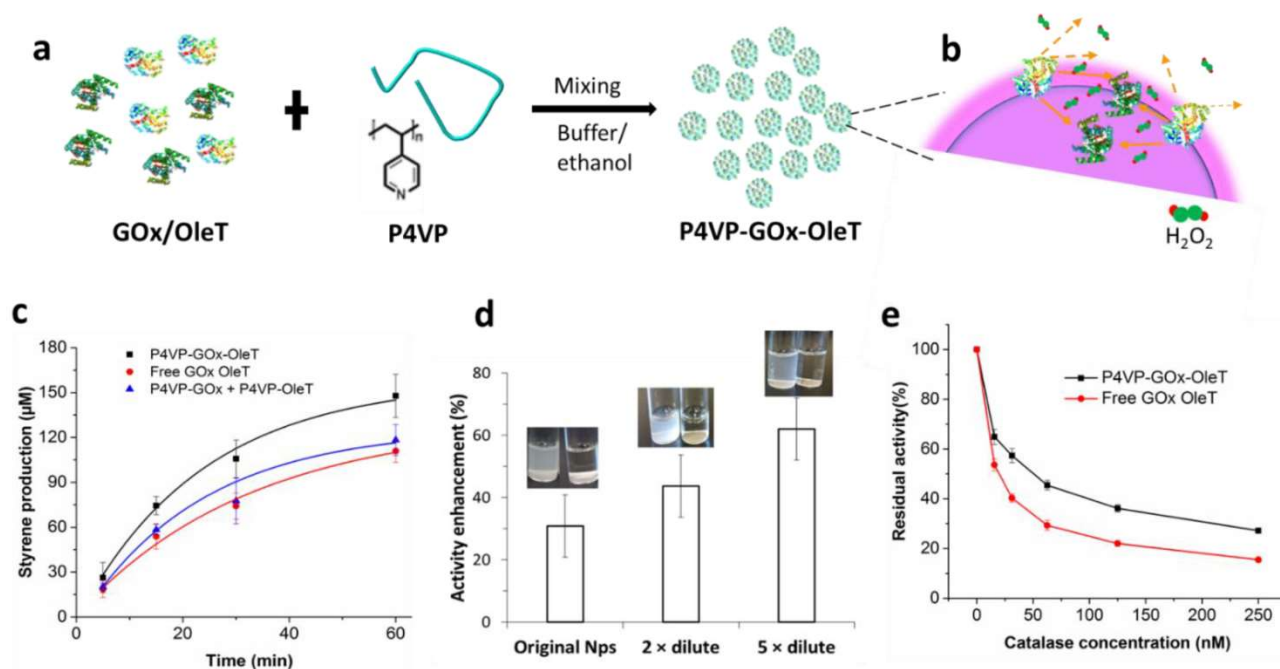 a
b
Mixing
Buffer/
ethanol
n
N
GOx/OleT
P4VP
P4VP-GOx-OleT
H₂O₂
c
d
e
Styrene production (µM)
180
150
120
90
60
30
0
P4VP-GOx-OleT
Free GOx OleT
P4VP-GOx + P4VP-OleT
0
20
40
60
Time (min)
Activity enhancement (%)
80
60
40
20
0
Original Nps
2 × dilute
5 × dilute
Residual activity(%)
100
80
60
40
20
0
P4VP-GOx-OleT
Free GOx OleT
0
50
100
150
200
250
Catalase concentration (nM)